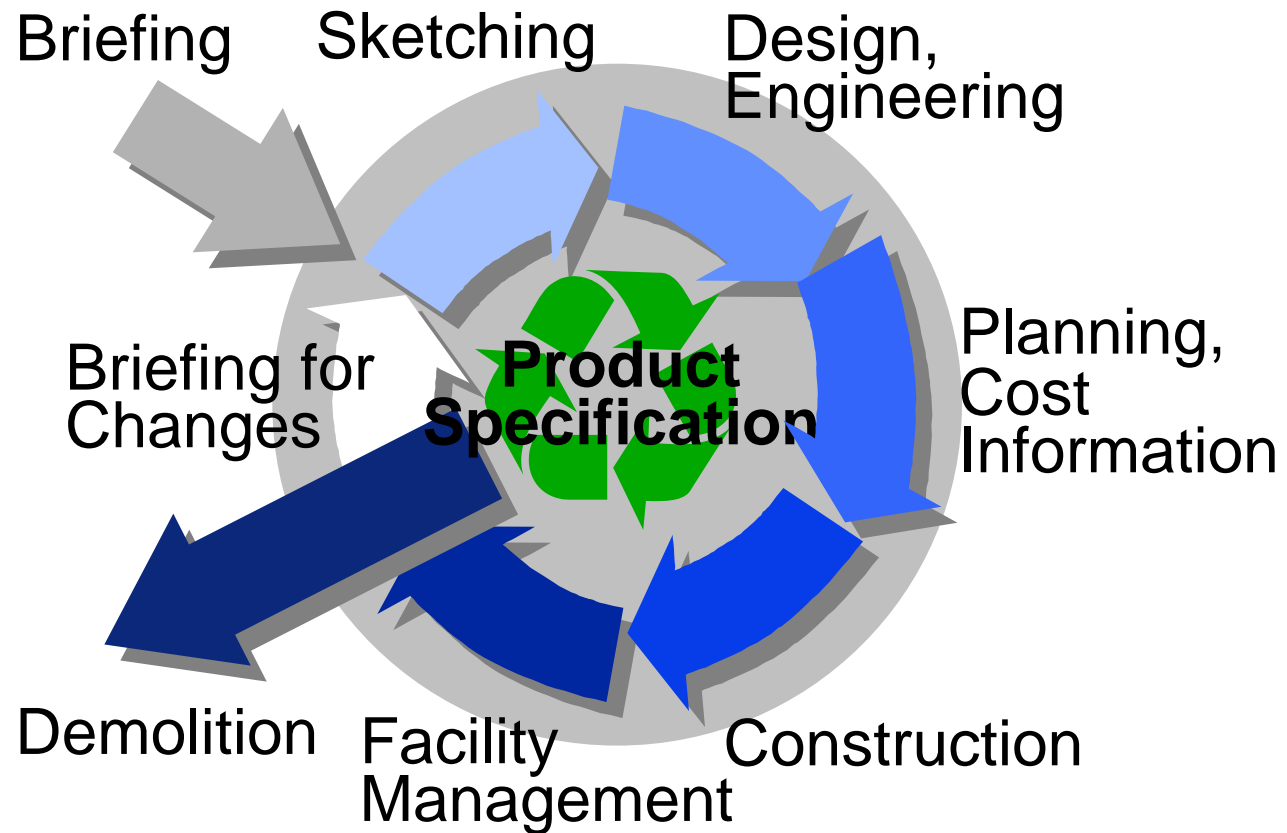 Briefing
Sketching
Design,
Engineering
Planning,
Cost
Information
Product
Specification
Briefing for
Changes
Demolition
Facility
Management
Construction